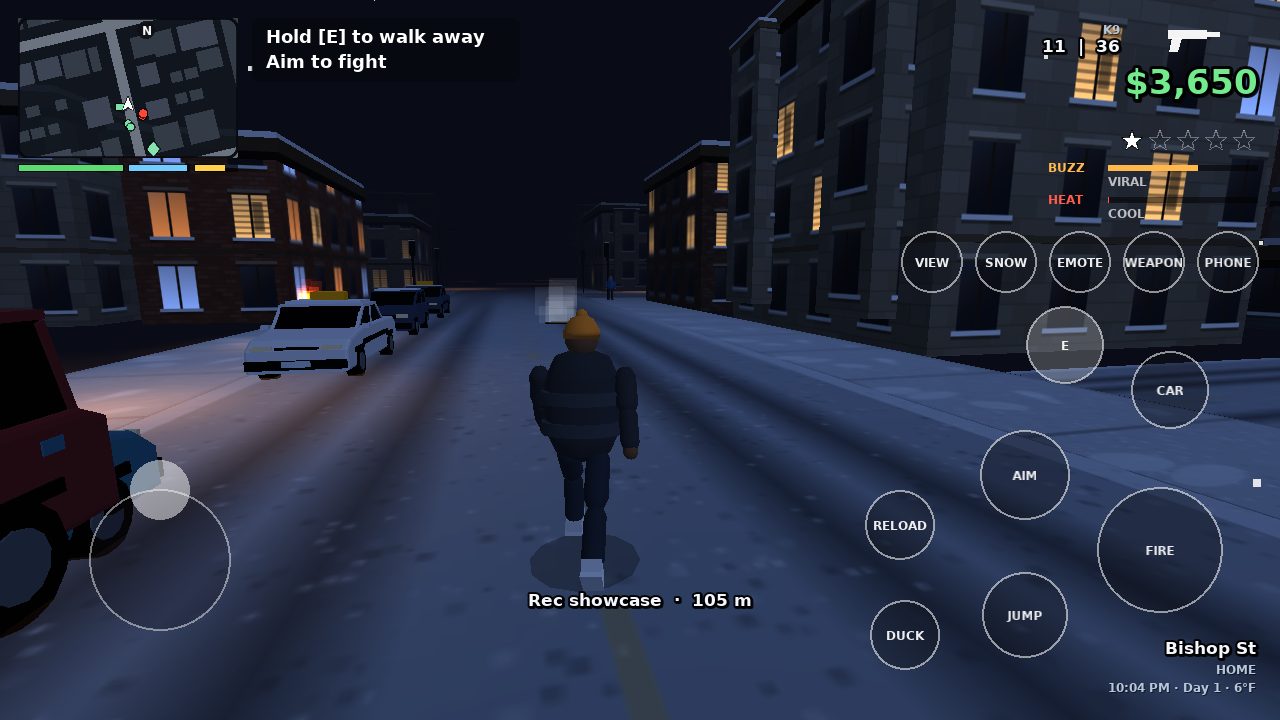 N
Hold [E] to walk away
Aim to fight
K9
11 | 36
$3,650
BUZZ
VIRAL
HEAT
COOL
VIEW
SNOW
EMOTE
WEAPON
PHONE
E
CAR
AIM
RELOAD
FIRE
Rec showcase · 105 m
JUMP
DUCK
Bishop St
HOME
10:04 PM · Day 1 · 6°F